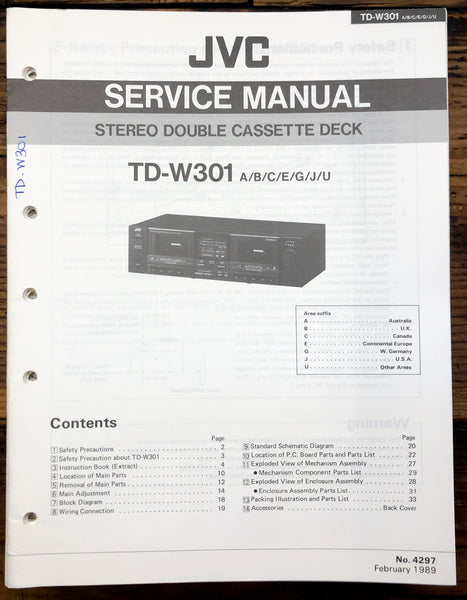 TD-W301 A/B/C/E/G/J/U
JVC
SERVICE MANUAL
STEREO DOUBLE CASSETTE DECK
TD-W301 A/B/C/E/G/J/U
TD-W301
JVC
Area suffix
A . . . . . . . . . . . . . . . . . . . . Australia
B . . . . . . . . . . . . . . . . . . . . U.K.
C . . . . . . . . . . . . . . . . . . . . Canada
E . . . . . . . . . . . . Continental Europe
G . . . . . . . . . . . . . . . . W. Germany
J . . . . . . . . . . . . . . . . . . . . U.S.A.
U . . . . . . . . . . . . . . . . Other Areas
Contents
Page
1 Safety Precautions . . . . . . . . . . 2
2 Safety Precaution about TD-W301 . . . . . . . . . . 3
3 Instruction Book (Extract) . . . . . . . . . . 4
4 Location of Main Parts . . . . . . . . . . 10
5 Removal of Main Parts . . . . . . . . . . 12
6 Main Adjustment . . . . . . . . . . 14
7 Block Diagram . . . . . . . . . . 18
8 Wiring Connection . . . . . . . . . . 19
Page
9 Standard Schematic Diagram . . . . . . . . . . 20
10 Location of P.C. Board Parts and Parts List . . . . 22
11 Exploded View of Mechanism Assembly . . . . . . 27
● Mechanism Component Parts List . . . . . . 29
12 Exploded View of Enclosure Assembly . . . . . . 28
● Enclosure Assembly Parts List . . . . . . 31
13 Packing Illustration and Parts List . . . . . . 33
14 Accessories . . . . . . . . . . Back Cover
No. 4297
February 1989